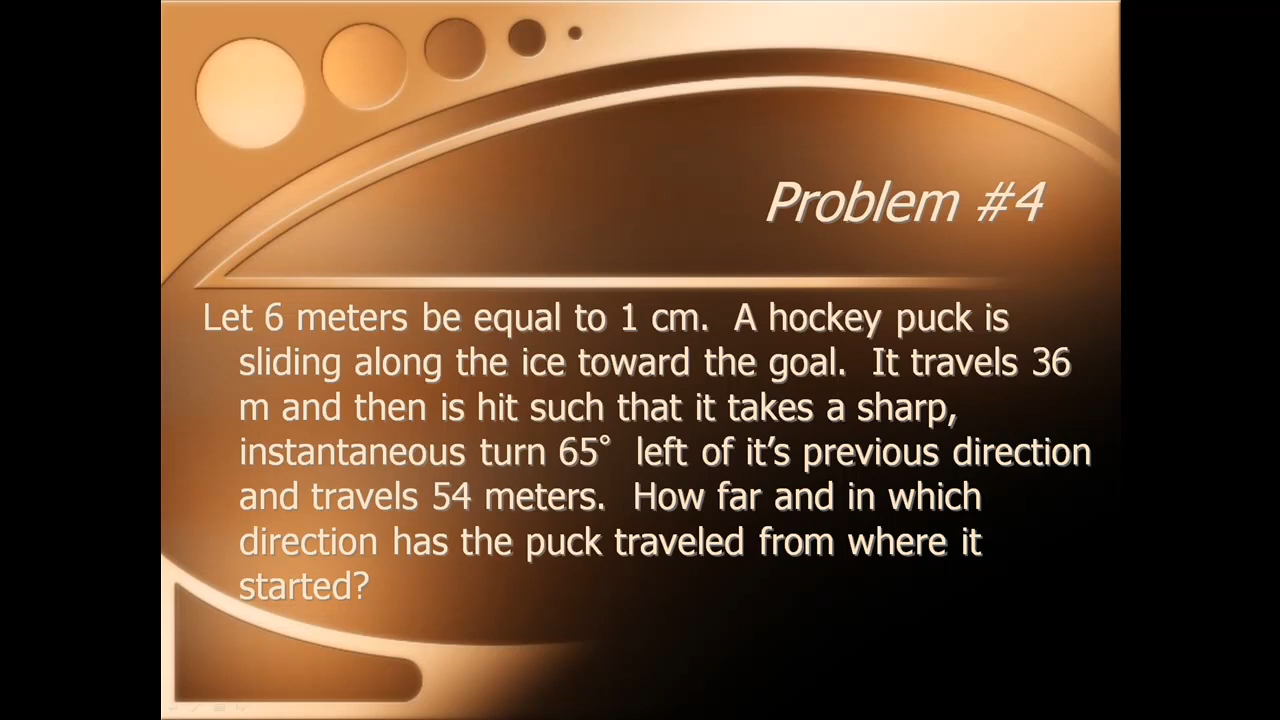 Problem #4
Let 6 meters be equal to 1 cm.  A hockey puck is
sliding along the ice toward the goal.  It travels 36
m and then is hit such that it takes a sharp,
instantaneous turn 65˚  left of it’s previous direction
and travels 54 meters.  How far and in which
direction has the puck traveled from where it
started?